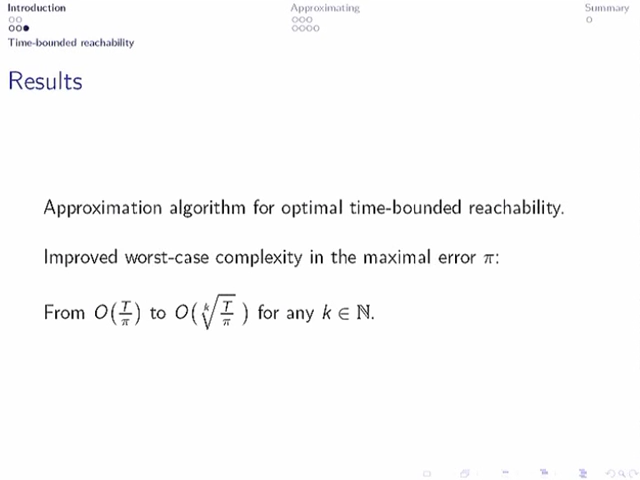 Introduction
Approximating
Summary
Time-bounded reachability
Results
Approximation algorithm for optimal time-bounded reachability.
Improved worst-case complexity in the maximal error π:
From O(T/π) to O(ᵏ√(T/π)) for any k ∈ ℕ.